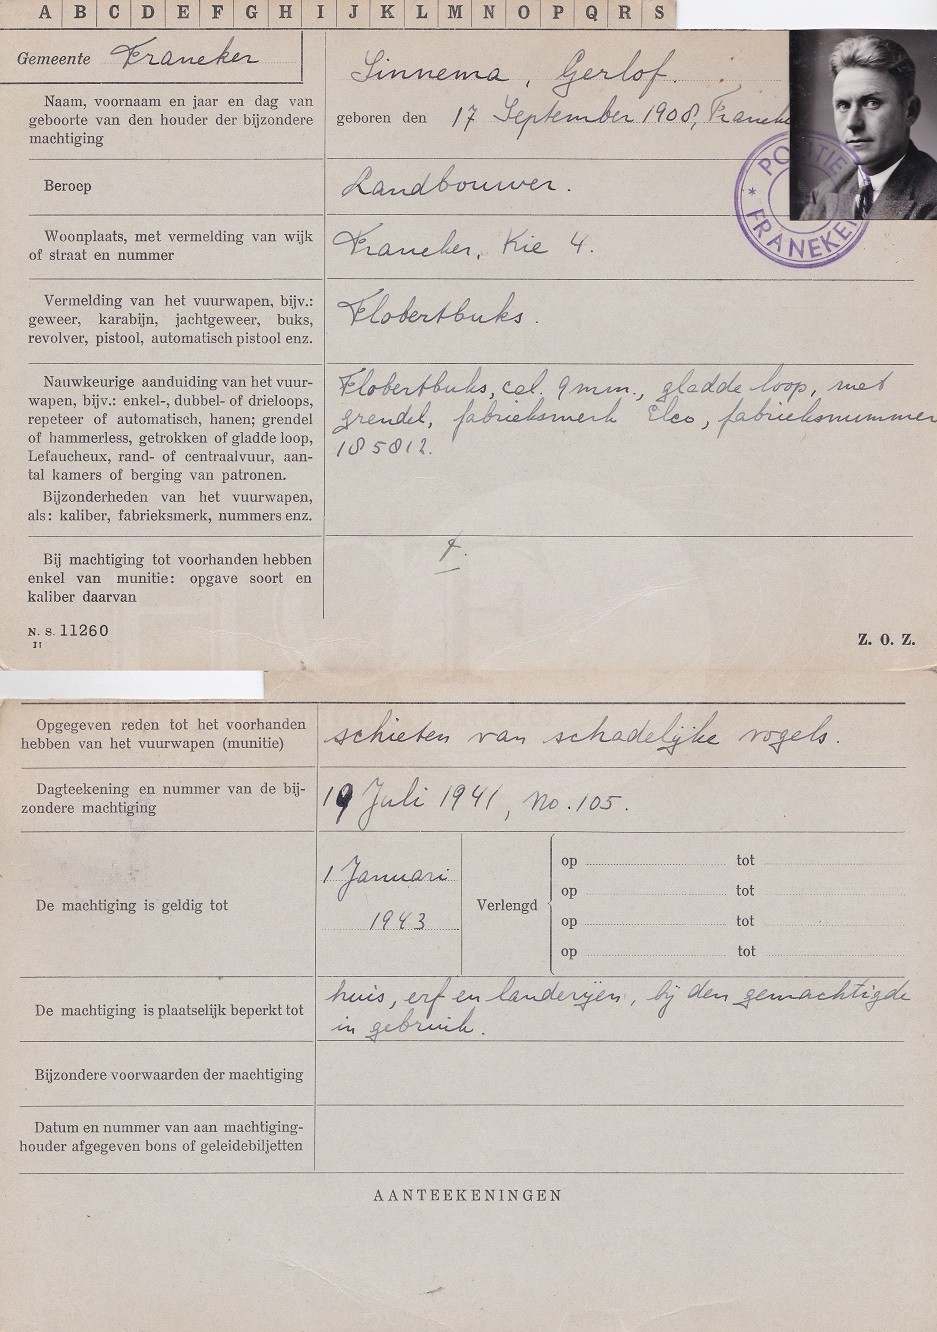 A B C D E F G H I J K L M N O P Q R S
Gemeente Franeker
Naam, voornaam en jaar en dag van
geboorte van den houder der bijzondere
machtiging
Sinnema, Gerlof.
geboren den 17 September 1908,
POLITIE
* FRANEKER
Beroep
Landbouwer.
Woonplaats, met vermelding van wijk
of straat en nummer
Franeker, Kie 4.
Vermelding van het vuurwapen, bijv.:
geweer, karabijn, jachtgeweer, buks,
revolver, pistool, automatisch pistool enz.
Flobertbuks.
Nauwkeurige aanduiding van het vuur-
wapen, bijv.: enkel-, dubbel- of drieloops,
repeteer of automatisch, hanen; grendel
of hammerless, getrokken of gladde loop,
Lefaucheux, rand- of centraalvuur, aan-
tal kamers of berging van patronen.
Bijzonderheden van het vuurwapen,
als: kaliber, fabrieksmerk, nummers enz.
Flobertbuks, cal. 9 mm., gladde loop, met
grendel, fabrieksmerk Elco, fabrieksnummer
185812.
Bij machtiging tot voorhanden hebben
enkel van munitie: opgave soort en
kaliber daarvan
N. S. 11260
II
Z. O. Z.
Opgegeven reden tot het voorhanden
hebben van het vuurwapen (munitie)
schieten van schadelijke vogels.
Dagteekening en nummer van de bij-
zondere machtiging
19 Juli 1941, no. 105.
De machtiging is geldig tot
1 Januari
1943
Verlengd
op tot
op tot
op tot
op tot
De machtiging is plaatselijk beperkt tot
huis, erf en landerijen, bij den gemachtigde
in gebruik.
Bijzondere voorwaarden der machtiging
Datum en nummer van aan machtiging-
houder afgegeven bons of geleidebiljetten
AANTEEKENINGEN